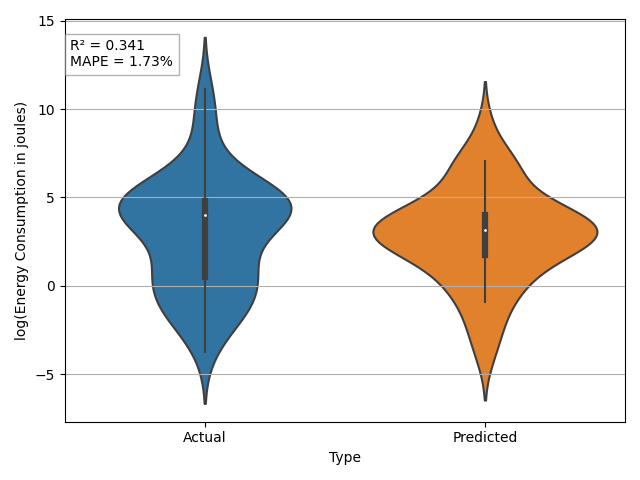 R² = 0.341
MAPE = 1.73%
15
10
5
0
−5
log(Energy Consumption in joules)
Actual
Predicted
Type